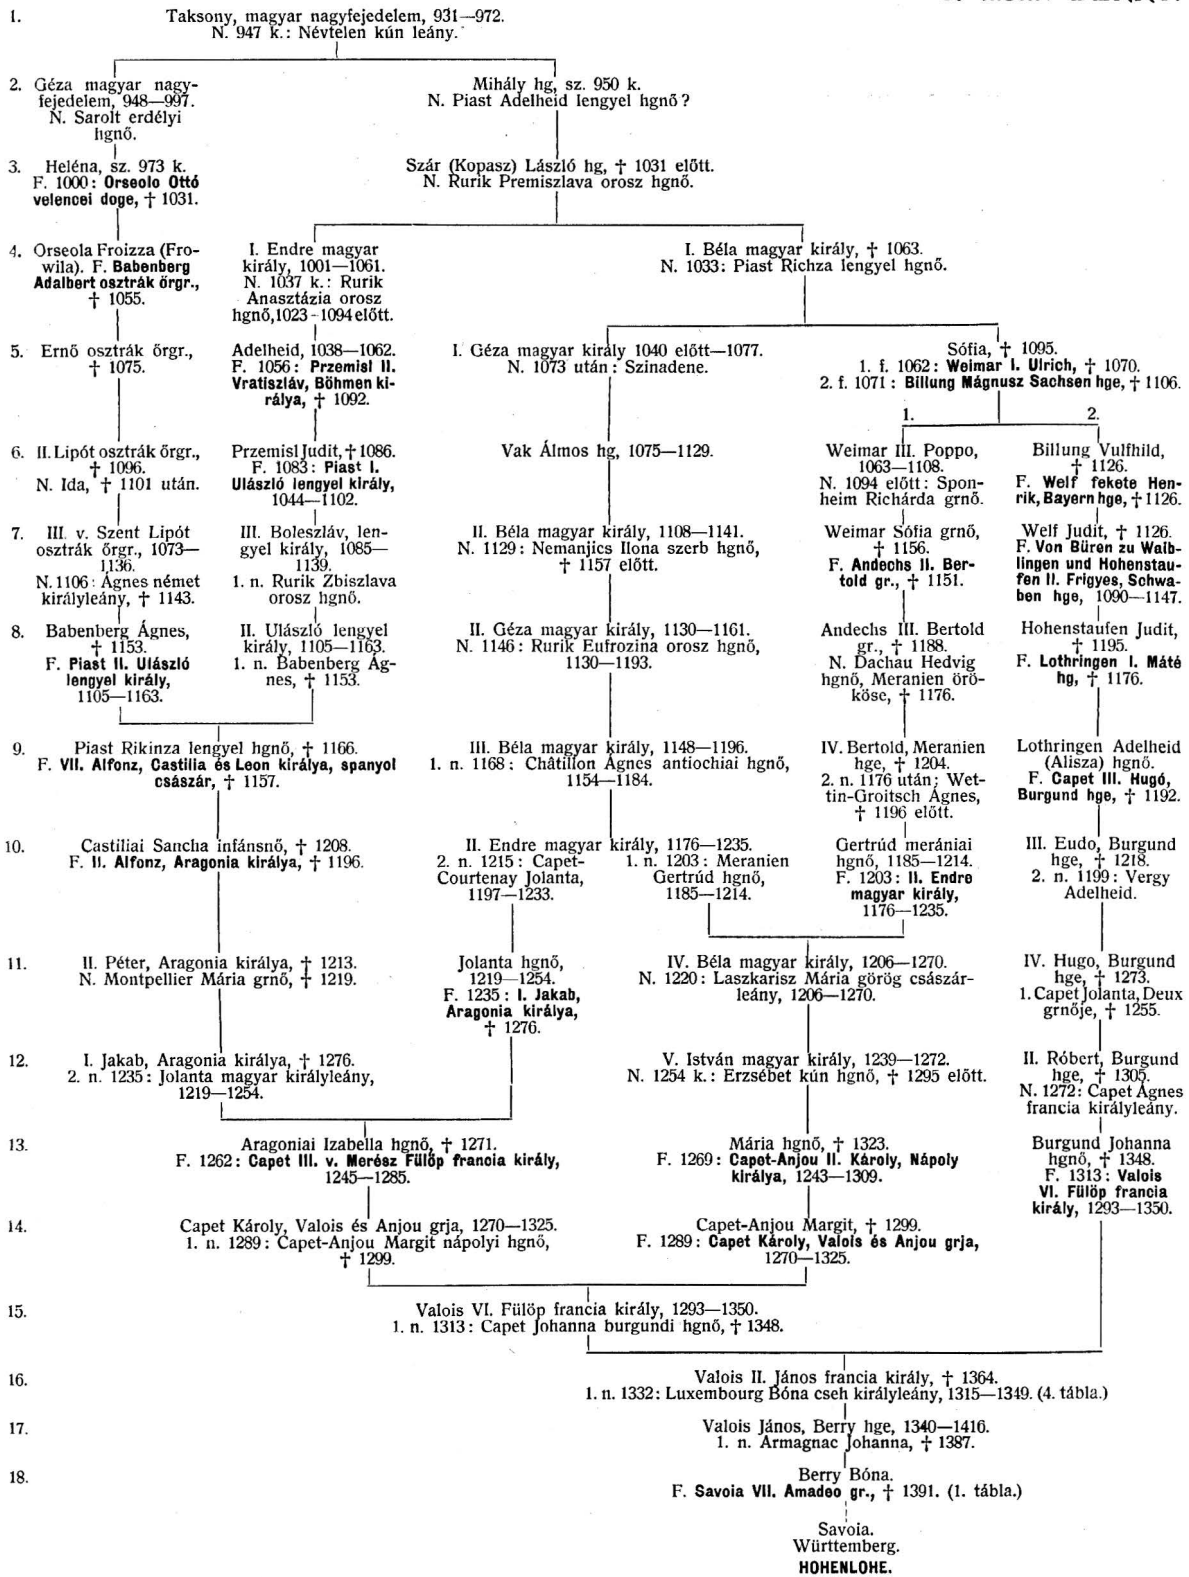 1.
Taksony, magyar nagyfejedelem, 931—972.
N. 947 k.: Névtelen kún leány.
2.
Géza magyar nagy-
fejedelem, 948—997.
N. Sarolt erdélyi
hgnő.
Mihály hg, sz. 950 k.
N. Piast Adelheid lengyel hgnő?
3.
Heléna, sz. 973 k.
F. 1000: Orseolo Ottó
velencei doge, † 1031.
Szár (Kopasz) László hg, † 1031 előtt.
N. Rurik Premiszlava orosz hgnő.
4.
Orseola Froizza (Fro-
wila). F. Babenberg
Adalbert osztrák őrgr.,
† 1055.
I. Endre magyar
király, 1001—1061.
N. 1037 k.: Rurik
Anasztázia orosz
hgnő, 1023-1094 előtt.
I. Béla magyar király, † 1063.
N. 1033: Piast Richza lengyel hgnő.
5.
Ernő osztrák őrgr.,
† 1075.
Adelheid, 1038—1062.
F. 1056: Przemisl II.
Vratiszláv, Böhmen ki-
rálya, † 1092.
I. Géza magyar király 1040 előtt—1077.
N. 1073 után: Szinadene.
Sófia, † 1095.
1. f. 1062: Weimar I. Ulrich, † 1070.
2. f. 1071: Billung Mágnusz Sachsen hge, † 1106.
1.
2.
6.
II. Lipót osztrák őrgr.,
† 1096.
N. Ida, † 1101 után.
Przemisl Judit, † 1086.
F. 1083: Piast I.
Ulászló lengyel király,
1044—1102.
Vak Álmos hg, 1075—1129.
Weimar III. Poppo,
1063—1108.
N. 1094 előtt: Spon-
heim Richárda grnő.
Billung Vulfhild,
† 1126.
F. Welf fekete Hen-
rik, Bayern hge, † 1126.
7.
III. v. Szent Lipót
osztrák őrgr., 1073—
1136.
N. 1106: Ágnes német
királyleány, † 1143.
III. Boleszláv, len-
gyel király, 1085—
1139.
1. n. Rurik Zbiszlava
orosz hgnő.
II. Béla magyar király, 1108—1141.
N. 1129: Nemanjics Ilona szerb hgnő,
† 1157 előtt.
Weimar Sófia grnő,
† 1156.
F. Andechs II. Ber-
told gr., † 1151.
Welf Judit, † 1126.
F. Von Büren zu Waib-
lingen und Hohenstau-
fen II. Frigyes, Schwa-
ben hge, 1090—1147.
8.
Babenberg Ágnes,
† 1153.
F. Piast II. Ulászló
lengyel király,
1105—1163.
II. Ulászló lengyel
király, 1105—1163.
1. n. Babenberg Ág-
nes, † 1153.
II. Géza magyar király, 1130—1161.
N. 1146: Rurik Eufrozina orosz hgnő,
1130—1193.
Andechs III. Bertold
gr., † 1188.
N. Dachau Hedvig
hgnő, Meranien örö-
köse, † 1176.
Hohenstaufen Judit,
† 1195.
F. Lothringen I. Máté
hg, † 1176.
9.
Piast Rikinza lengyel hgnő, † 1166.
F. VII. Alfonz, Castilia és Leon királya, spanyol
császár, † 1157.
III. Béla magyar király, 1148—1196.
1. n. 1168: Châtillon Ágnes antiochiai hgnő,
1154—1184.
IV. Bertold, Meranien
hge, † 1204.
2. n. 1176 után; Wet-
tin-Groitsch Ágnes,
† 1196 előtt.
Lothringen Adelheid
(Alisza) hgnő.
F. Capet III. Hugó,
Burgund hge, † 1192.
10.
Castiliai Sancha infánsnő, † 1208.
F. II. Alfonz, Aragonia királya, † 1196.
II. Endre magyar király, 1176—1235.
2. n. 1215: Capet-
Courtenay Jolanta,
1197—1233.
1. n. 1203: Meranien
Gertrúd hgnő,
1185—1214.
Gertrúd merániai
hgnő, 1185—1214.
F. 1203: II. Endre
magyar király,
1176—1235.
III. Eudo, Burgund
hge, † 1218.
2. n. 1199: Vergy
Adelheid.
11.
II. Péter, Aragonia királya, † 1213.
N. Montpellier Mária grnő, † 1219.
Jolanta hgnő,
1219—1254.
F. 1235: I. Jakab,
Aragonia királya,
† 1276.
IV. Béla magyar király, 1206—1270.
N. 1220: Laszkarisz Mária görög császár-
leány, 1206—1270.
IV. Hugo, Burgund
hge, † 1273.
1. Capet Jolanta, Deux
grnője, † 1255.
12.
I. Jakab, Aragonia királya, † 1276.
2. n. 1235: Jolanta magyar királyleány,
1219—1254.
V. István magyar király, 1239—1272.
N. 1254 k.: Erzsébet kún hgnő, † 1295 előtt.
II. Róbert, Burgund
hge, † 1305.
N. 1272: Capet Ágnes
francia királyleány.
13.
Aragoniai Izabella hgnő, † 1271.
F. 1262: Capet III. v. Merész Fülöp francia király,
1245—1285.
Mária hgnő, † 1323.
F. 1269: Capet-Anjou II. Károly, Nápoly
királya, 1243—1309.
Burgund Johanna
hgnő, † 1348.
F. 1313: Valois
VI. Fülöp francia
király, 1293—1350.
14.
Capet Károly, Valois és Anjou grja, 1270—1325.
1. n. 1289: Capet-Anjou Margit nápolyi hgnő,
† 1299.
Capet-Anjou Margit, † 1299.
F. 1289: Capet Károly, Valois és Anjou grja,
1270—1325.
15.
Valois VI. Fülöp francia király, 1293—1350.
1. n. 1313: Capet Johanna burgundi hgnő, † 1348.
16.
Valois II. János francia király, † 1364.
1. n. 1332: Luxembourg Bóna cseh királyleány, 1315—1349. (4. tábla.)
17.
Valois János, Berry hge, 1340—1416.
1. n. Armagnac Johanna, † 1387.
18.
Berry Bóna.
F. Savoia VII. Amadeo gr., † 1391. (1. tábla.)
Savoia.
Württemberg.
HOHENLOHE.